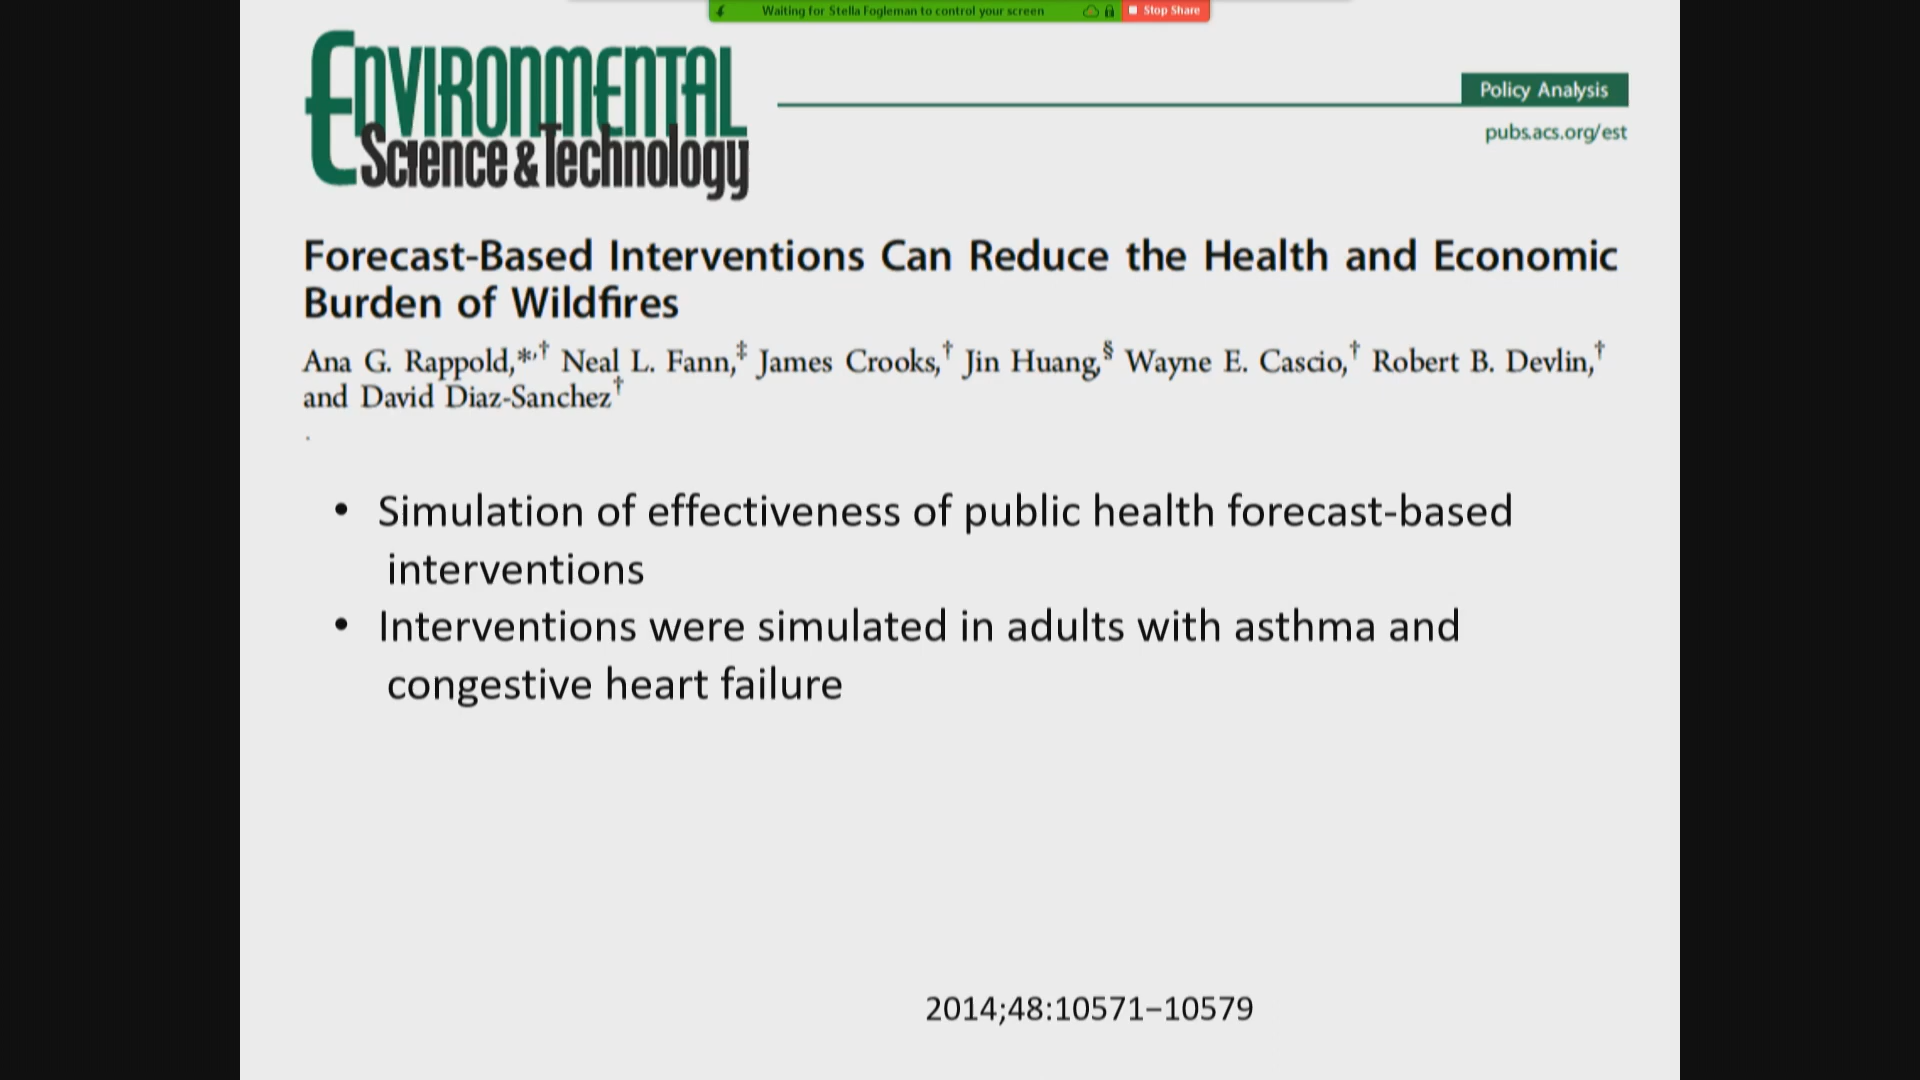 Waiting for Stella Fogleman to control your screen
Stop Share
ENVIRONMENTAL
Science & Technology
Policy Analysis
pubs.acs.org/est
Forecast-Based Interventions Can Reduce the Health and Economic
Burden of Wildfires
Ana G. Rappold,*,† Neal L. Fann,‡ James Crooks,† Jin Huang,§ Wayne E. Cascio,† Robert B. Devlin,†
and David Diaz-Sanchez†
• Simulation of effectiveness of public health forecast-based
interventions
• Interventions were simulated in adults with asthma and
congestive heart failure
2014;48:10571–10579